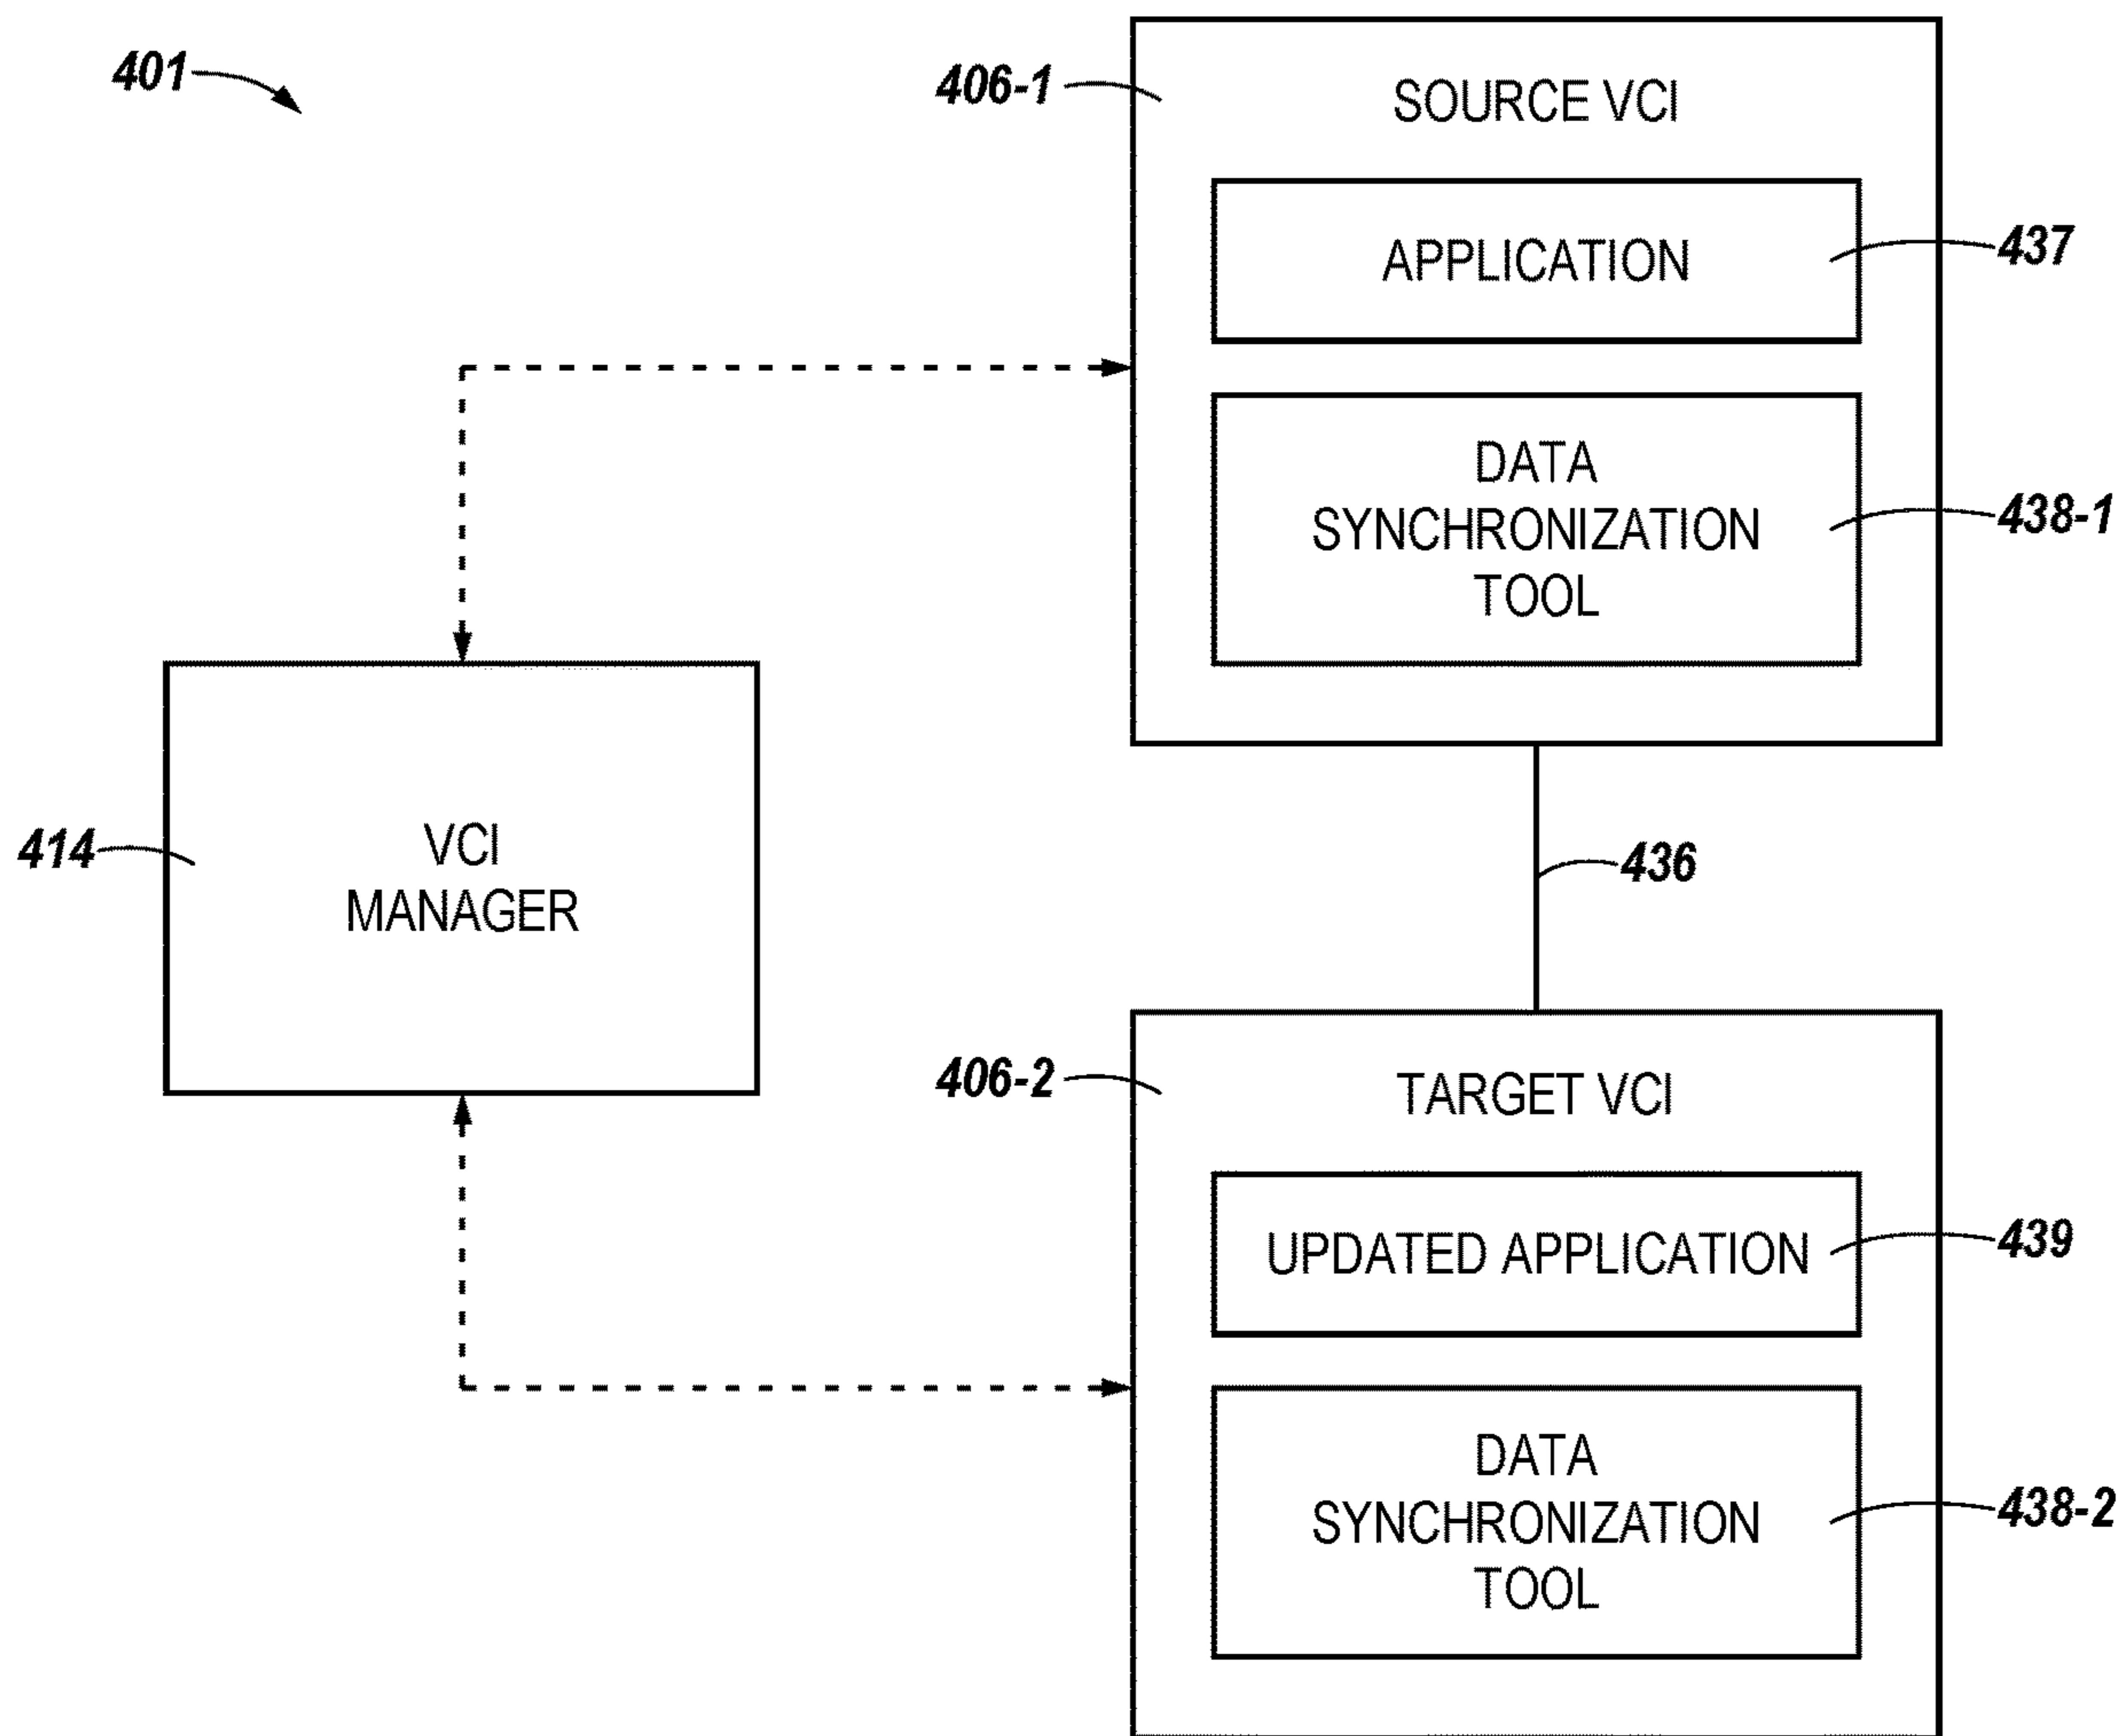 401
406-1
SOURCE VCI
APPLICATION
437
DATA
SYNCHRONIZATION
TOOL
438-1
414
VCI
MANAGER
436
406-2
TARGET VCI
UPDATED APPLICATION
439
DATA
SYNCHRONIZATION
TOOL
438-2